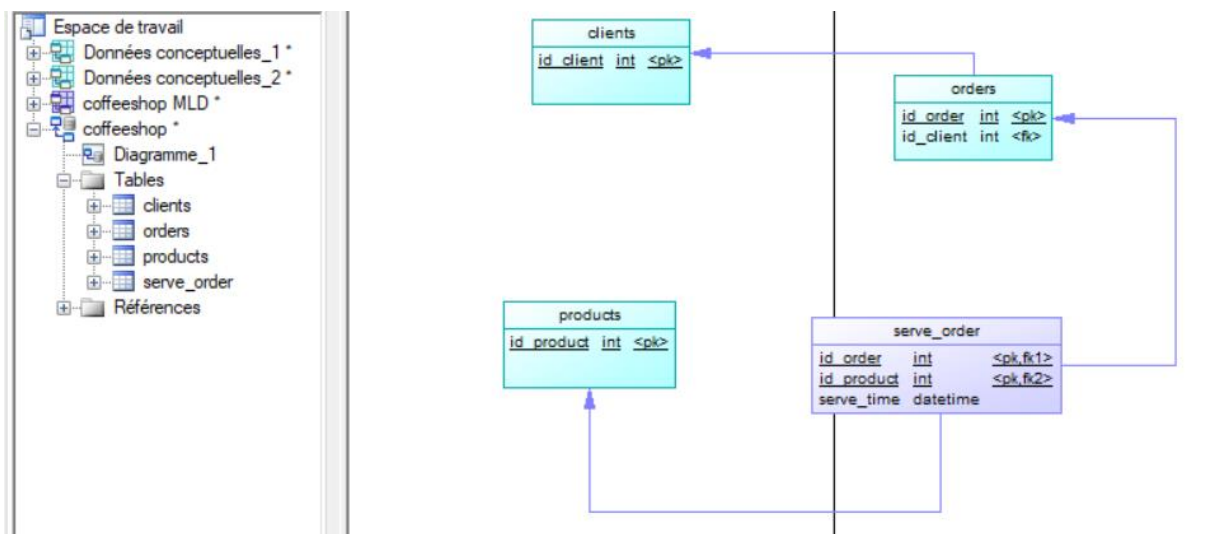 Espace de travail
Données conceptuelles_1 *
Données conceptuelles_2 *
coffeeshop MLD *
coffeeshop *
Diagramme_1
Tables
clients
orders
products
serve_order
Références
clients
id_client int <pk>
orders
id_order int <pk>
id_client int <fk>
products
id_product int <pk>
serve_order
id_order int <pk,fk1>
id_product int <pk,fk2>
serve_time datetime